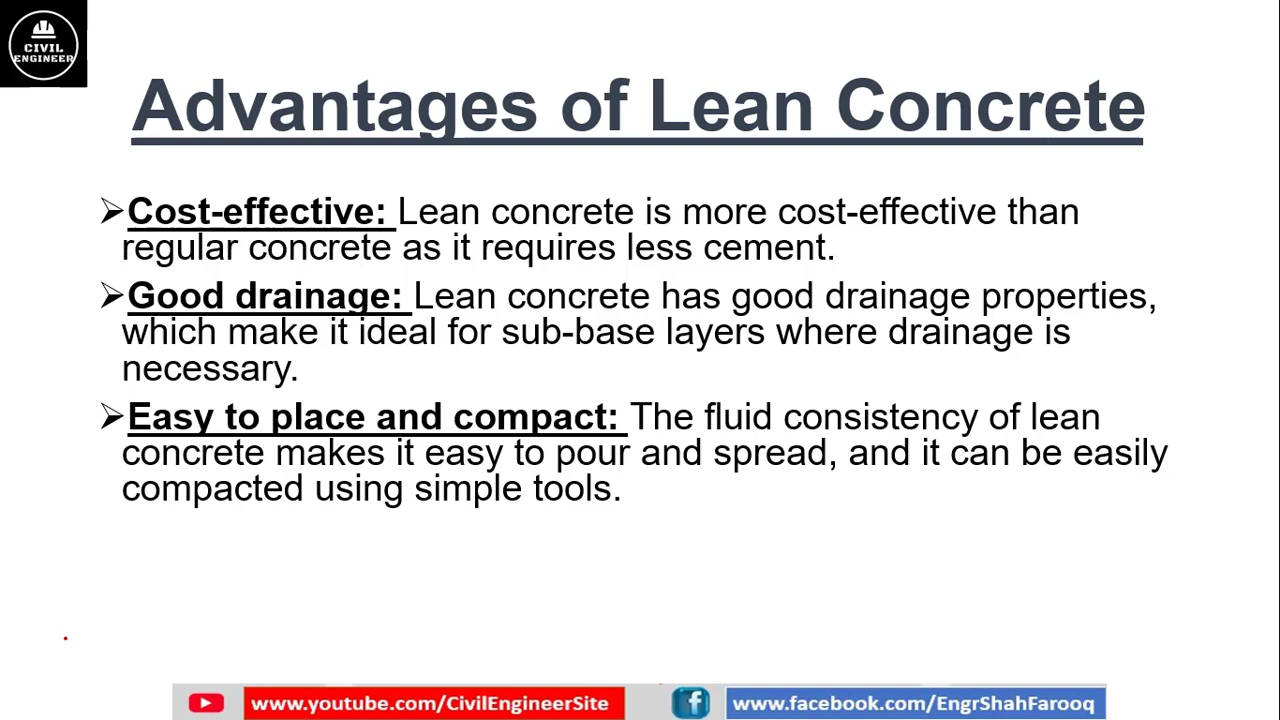 CIVIL
ENGINEER
Advantages of Lean Concrete
➢Cost-effective: Lean concrete is more cost-effective than
regular concrete as it requires less cement.
➢Good drainage: Lean concrete has good drainage properties,
which make it ideal for sub-base layers where drainage is
necessary.
➢Easy to place and compact: The fluid consistency of lean
concrete makes it easy to pour and spread, and it can be easily
compacted using simple tools.
www.youtube.com/CivilEngineerSite
www.facebook.com/EngrShahFarooq